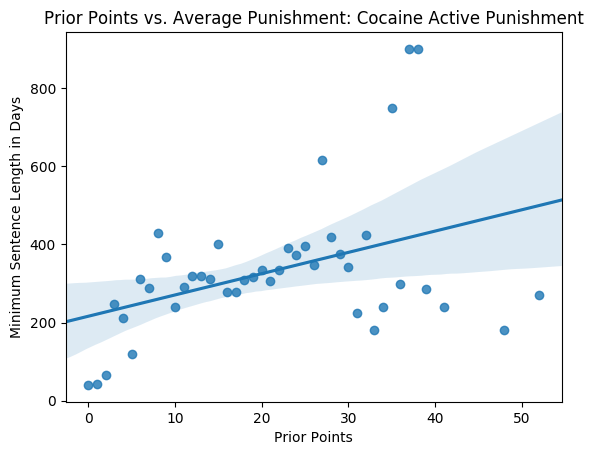 Prior Points vs. Average Punishment: Cocaine Active Punishment
Minimum Sentence Length in Days
800
600
400
200
0
0 10 20 30 40 50
Prior Points